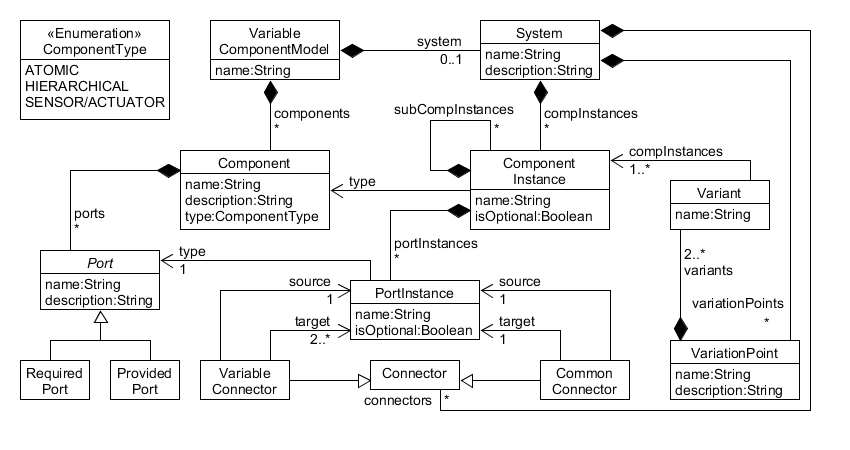 «Enumeration»
ComponentType
ATOMIC
HIERARCHICAL
SENSOR/ACTUATOR
Variable
ComponentModel
name:String
system
0..1
System
name:String
description:String
components
*
subCompInstances
*
compInstances
*
Component
name:String
description:String
type:ComponentType
type
Component
Instance
name:String
isOptional:Boolean
compInstances
1..*
Variant
name:String
ports
*
portInstances
*
2..*
variants
variationPoints
*
Port
name:String
description:String
type
1
source
1
target
2..*
PortInstance
name:String
isOptional:Boolean
source
1
target
1
VariationPoint
name:String
description:String
Required
Port
Provided
Port
Variable
Connector
Connector
connectors
*
Common
Connector